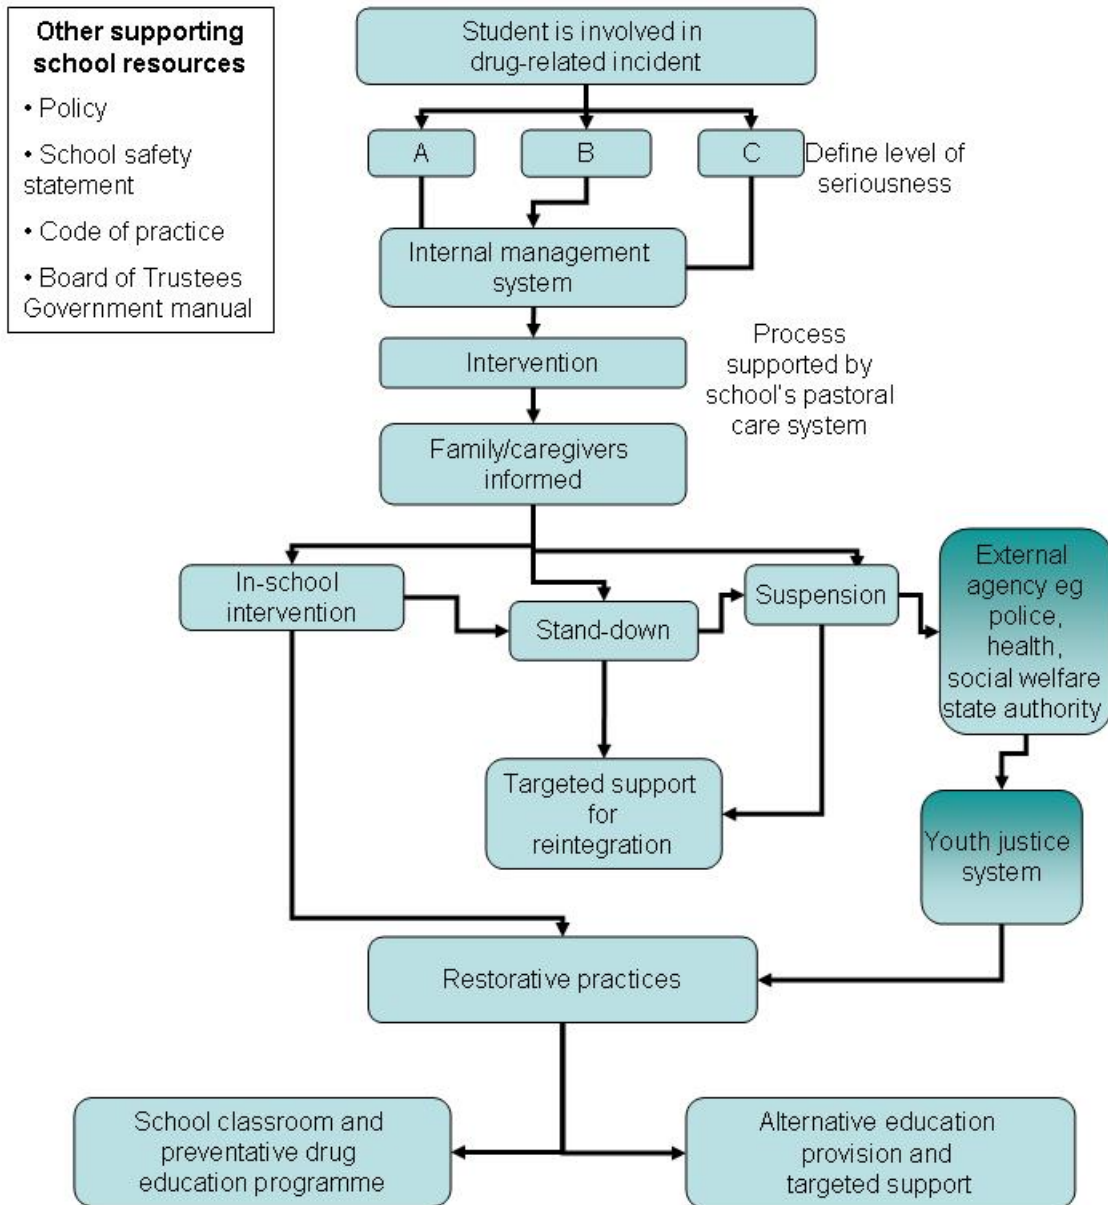 Other supporting
school resources
• Policy
• School safety
statement
• Code of practice
• Board of Trustees
Government manual
Student is involved in
drug-related incident
A
B
C
Define level of
seriousness
Internal management
system
Intervention
Process
supported by
school's pastoral
care system
Family/caregivers
informed
In-school
intervention
Stand-down
Suspension
External
agency eg
police,
health,
social welfare
state authority
Targeted support
for
reintegration
Youth justice
system
Restorative practices
School classroom and
preventative drug
education programme
Alternative education
provision and
targeted support